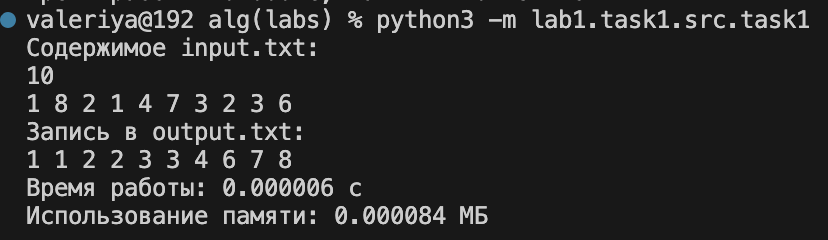 valeriya@192 alg(labs) % python3 -m lab1.task1.src.task1
Содержимое input.txt:
10
1 8 2 1 4 7 3 2 3 6
Запись в output.txt:
1 1 2 2 3 3 4 6 7 8
Время работы: 0.000006 с
Использование памяти: 0.000084 МБ